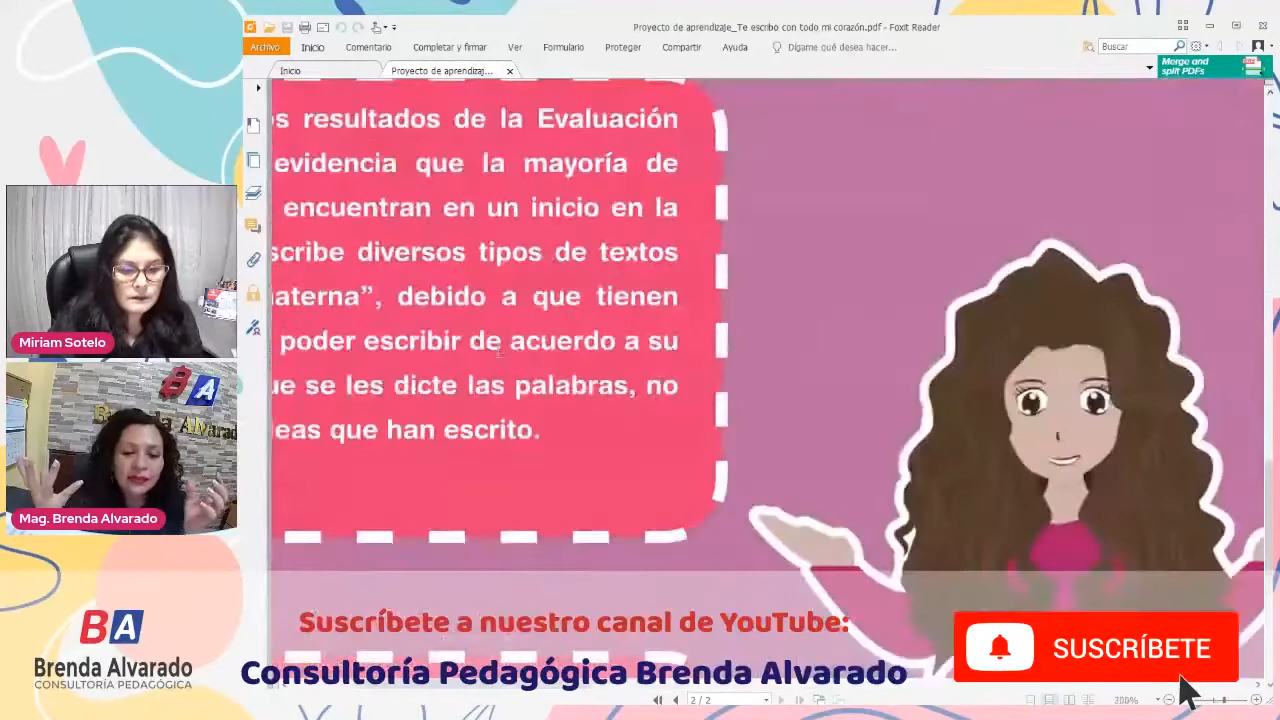 Proyecto de aprendizaje_Te escribo con todo mi corazón.pdf - Foxit Reader
Archivo Inicio Comentario Completar y firmar Ver Formulario Proteger Compartir Ayuda Dígame qué desea hacer... Buscar
Inicio Proyecto de aprendizaj...
Merge and
split PDFs
resultados de la Evaluación
evidencia que la mayoría de
encuentran en un inicio en la
scribe diversos tipos de textos
aterna”, debido a que tienen
poder escribir de acuerdo a su
ue se les dicte las palabras, no
eas que han escrito.
Miriam Sotelo
BA
Brenda Alvarad
Mag. Brenda Alvarado
Suscríbete a nuestro canal de YouTube:
Consultoría Pedagógica Brenda Alvarado
SUSCRÍBETE
BA
Brenda Alvarado
CONSULTORÍA PEDAGÓGICA
2 / 2
200%